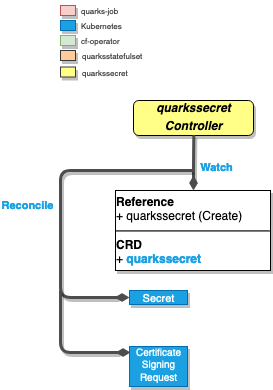 quarks-job
Kubernetes
cf-operator
quarksstatefulset
quarkssecret
quarkssecret
Controller
Watch
Reconcile
Reference
+ quarkssecret (Create)
CRD
+ quarkssecret
Secret
Certificate
Signing
Request